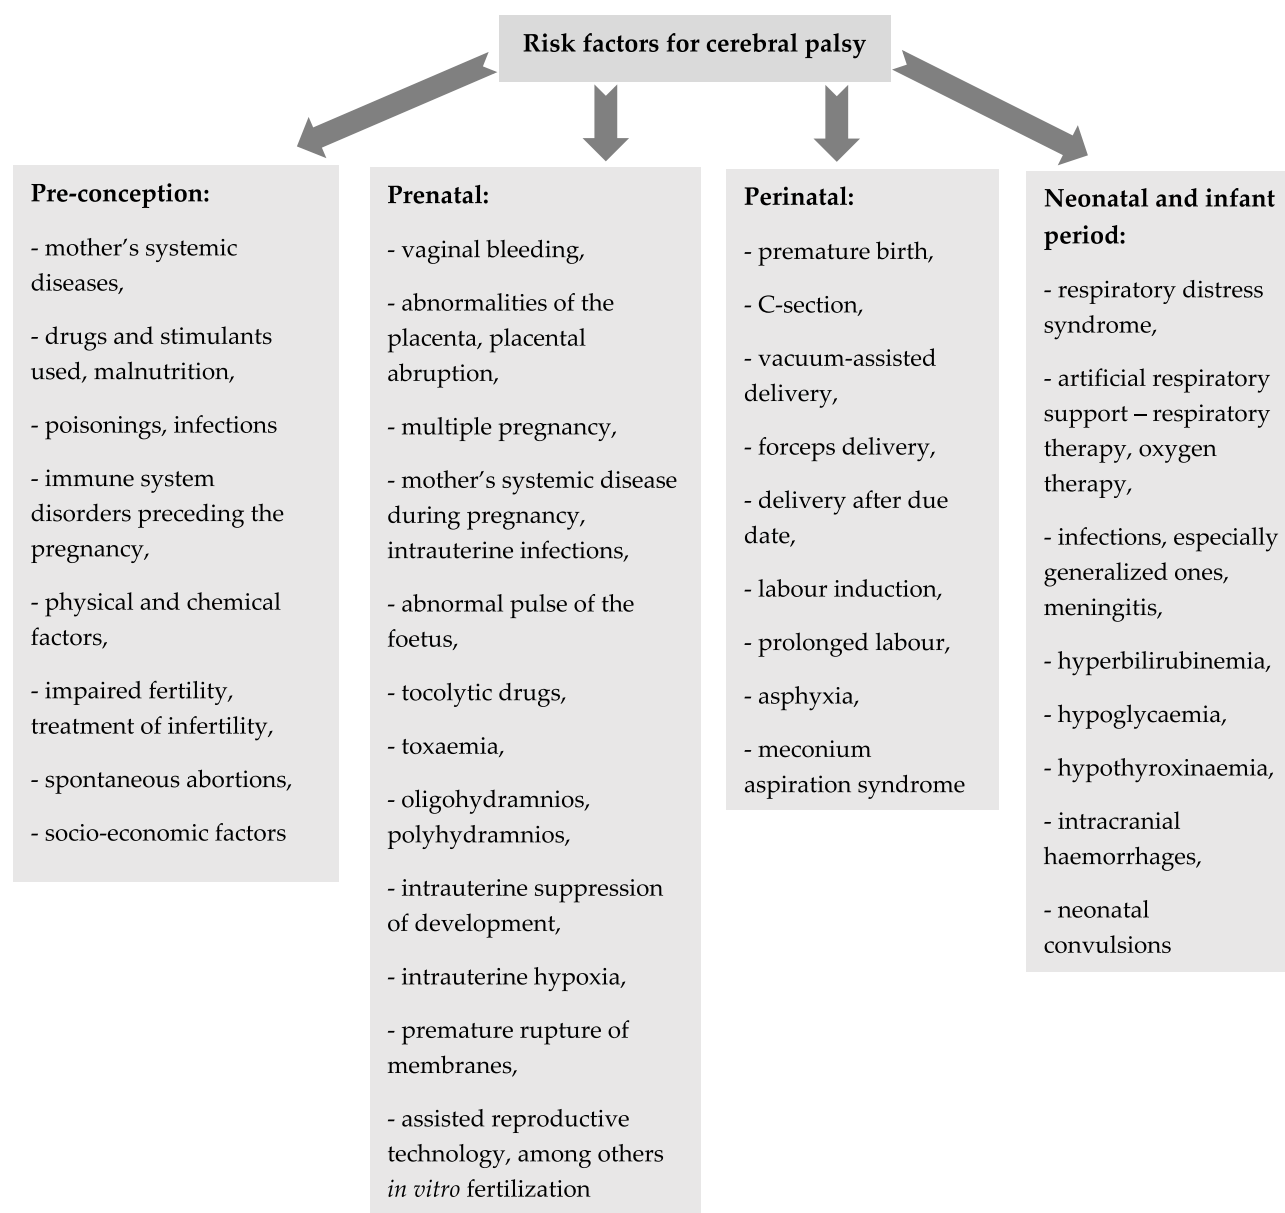 Risk factors for cerebral palsy
Pre-conception:
- mother’s systemic
diseases,
- drugs and stimulants
used, malnutrition,
- poisonings, infections
- immune system
disorders preceding the
pregnancy,
- physical and chemical
factors,
- impaired fertility,
treatment of infertility,
- spontaneous abortions,
- socio-economic factors
Prenatal:
- vaginal bleeding,
- abnormalities of the
placenta, placental
abruption,
- multiple pregnancy,
- mother’s systemic disease
during pregnancy,
intrauterine infections,
- abnormal pulse of the
foetus,
- tocolytic drugs,
- toxaemia,
- oligohydramnios,
polyhydramnios,
- intrauterine suppression
of development,
- intrauterine hypoxia,
- premature rupture of
membranes,
- assisted reproductive
technology, among others
in vitro fertilization
Perinatal:
- premature birth,
- C-section,
- vacuum-assisted
delivery,
- forceps delivery,
- delivery after due
date,
- labour induction,
- prolonged labour,
- asphyxia,
- meconium
aspiration syndrome
Neonatal and infant
period:
- respiratory distress
syndrome,
- artificial respiratory
support – respiratory
therapy, oxygen
therapy,
- infections, especially
generalized ones,
meningitis,
- hyperbilirubinemia,
- hypoglycaemia,
- hypothyroxinaemia,
- intracranial
haemorrhages,
- neonatal
convulsions